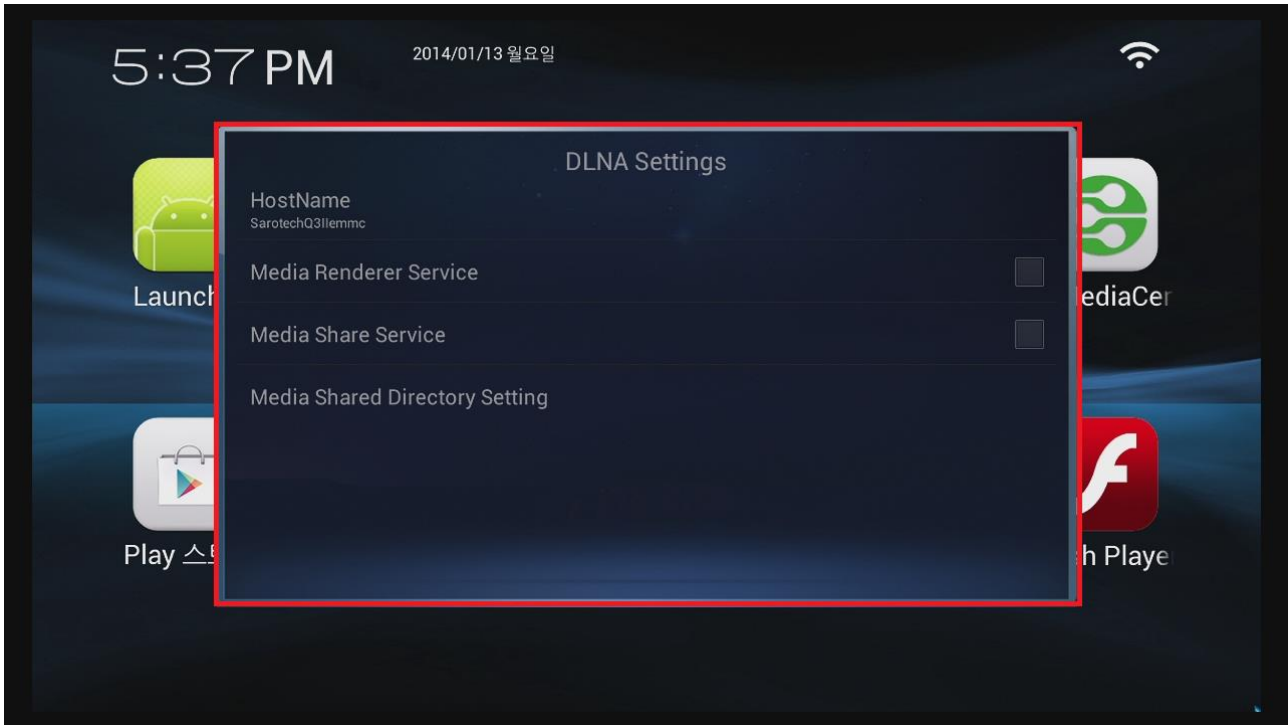 5:37 PM
2014/01/13 월요일
DLNA Settings
HostName
SarotechQ3IIemmc
Media Renderer Service
Launch
ediaCer
Media Share Service
Media Shared Directory Setting
Play 스토
h Playe